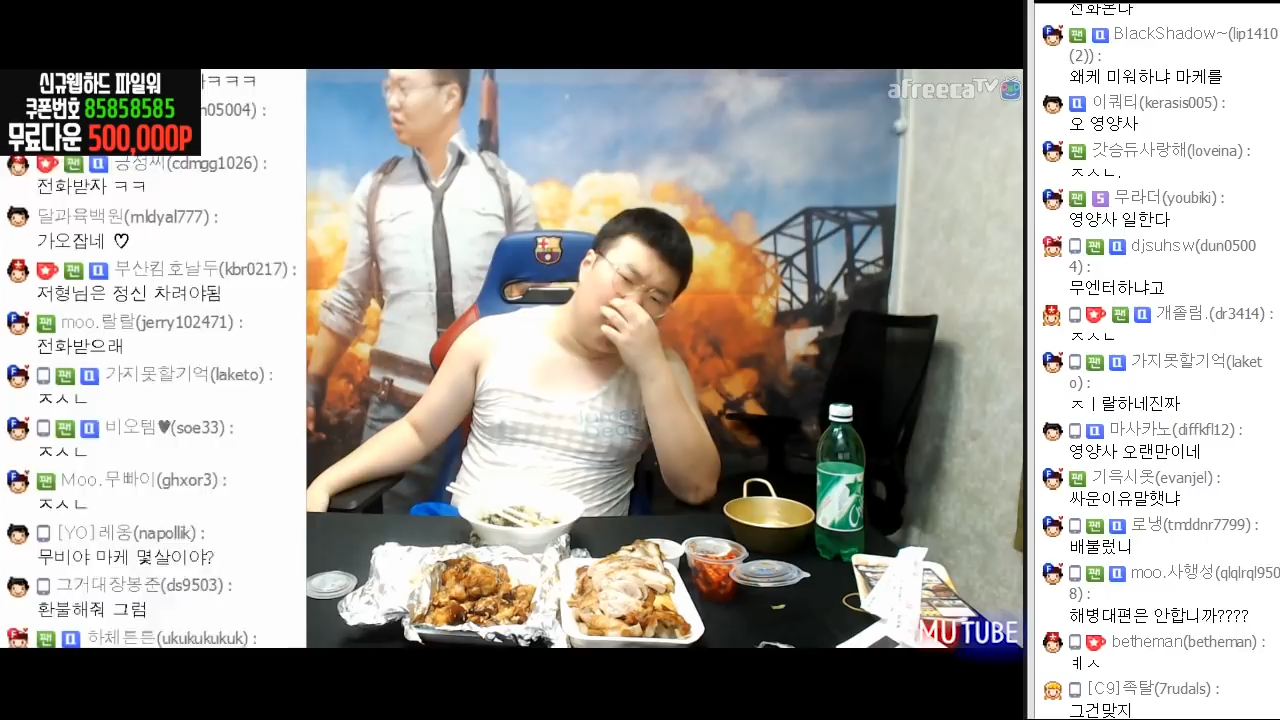 신규웹하드 파일워
쿠폰번호 85858585
무료다운 500,000P
ㅋㅋㅋ
05004) :
긍정씨(cdmgg1026) :
전화받자 ㅋㅋ
달과육백원(mldyal777) :
가오잡네 ♡
부산킴호날두(kbr0217) :
저형님은 정신 차려야됨
moo.랄랄(jerry102471) :
전화받으래
가지못할기억(laketo) :
ㅈㅅㄴ
비오템♥(soe33) :
ㅈㅅㄴ
Moo.무빠이(ghxor3) :
ㅈㅅㄴ
[YO]레옹(napollik) :
무비야 마케 몇살이야?
그거대장봉준(ds9503) :
환불해줘 그럼
하체튼튼(ukukukukuk) :
afreecaTV
MUTUBE
전화온다
BlackShadow~(lip1410
(2)) :
왜케 미워하냐 마케를
이쿼티(kerasis005) :
오 영양사
갓승듀사랑해(loveina) :
ㅈㅅㄴ.
무라더(youbiki) :
영양사 일한다
djsuhsw(dun0500
4) :
무엔터하냐고
개졸림.(dr3414) :
ㅈㅅㄴ
가지못할기억(laket
o) :
ㅈㅣ랄하네진짜
마사카노(diffkfl12) :
영양사 오랜만이네
기윽시옷(evanjel) :
싸운이유말했냐
로냉(tmddnr7799) :
배불렀니
moo.사행성(qlqlrql950
8) :
해병대편은 안합니까????
betheman(betheman) :
ㅖㅅ
[C9]족탈(7rudals) :
그건맞지